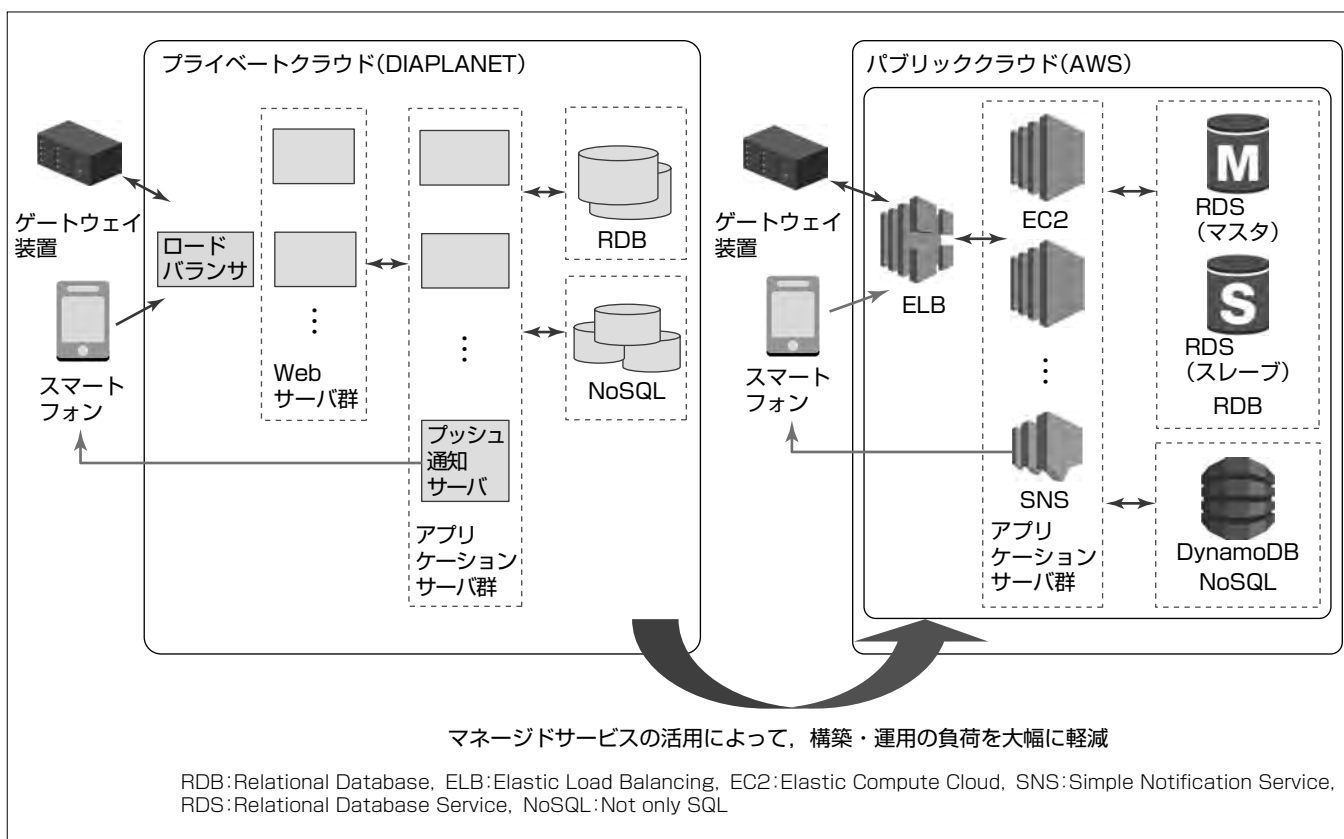 プライベートクラウド(DIAPLANET)
ゲートウェイ
装置
ロード
バランサ
スマート
フォン
⋮
Web
サーバ群
⋮
プッシュ
通知
サーバ
アプリ
ケーション
サーバ群
RDB
NoSQL
パブリッククラウド(AWS)
ゲートウェイ
装置
スマート
フォン
ELB
EC2
⋮
SNS
アプリ
ケーション
サーバ群
M
RDS
(マスタ)
S
RDS
(スレーブ)
RDB
DynamoDB
NoSQL
マネージドサービスの活用によって，構築・運用の負荷を大幅に軽減
RDB：Relational Database, ELB：Elastic Load Balancing, EC2：Elastic Compute Cloud, SNS：Simple Notification Service,
RDS：Relational Database Service, NoSQL：Not only SQL